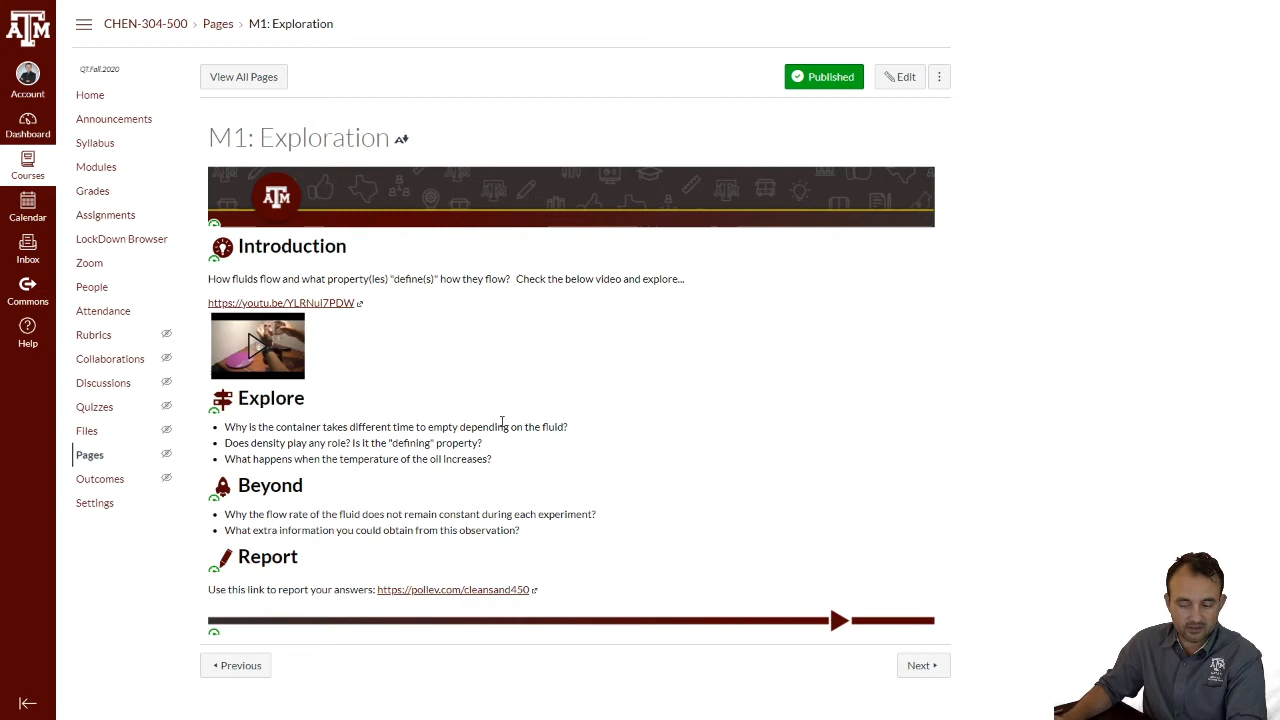 ATM
CHEN-304-500 › Pages › M1: Exploration
Account
Dashboard
Courses
Calendar
Inbox
Commons
Help
QT.Fall.2020
Home
Announcements
Syllabus
Modules
Grades
Assignments
LockDown Browser
Zoom
People
Attendance
Rubrics
Collaborations
Discussions
Quizzes
Files
Pages
Outcomes
Settings
View All Pages
Published
Edit
M1: Exploration
ATM
Introduction
How fluids flow and what property(ies) "define(s)" how they flow? Check the below video and explore...
https://youtu.be/YLRNul7PDW
Explore
• Why is the container takes different time to empty depending on the fluid?
• Does density play any role? Is it the "defining" property?
• What happens when the temperature of the oil increases?
Beyond
• Why the flow rate of the fluid does not remain constant during each experiment?
• What extra information you could obtain from this observation?
Report
Use this link to report your answers: https://pollev.com/cleansand450
Previous
Next
ATM